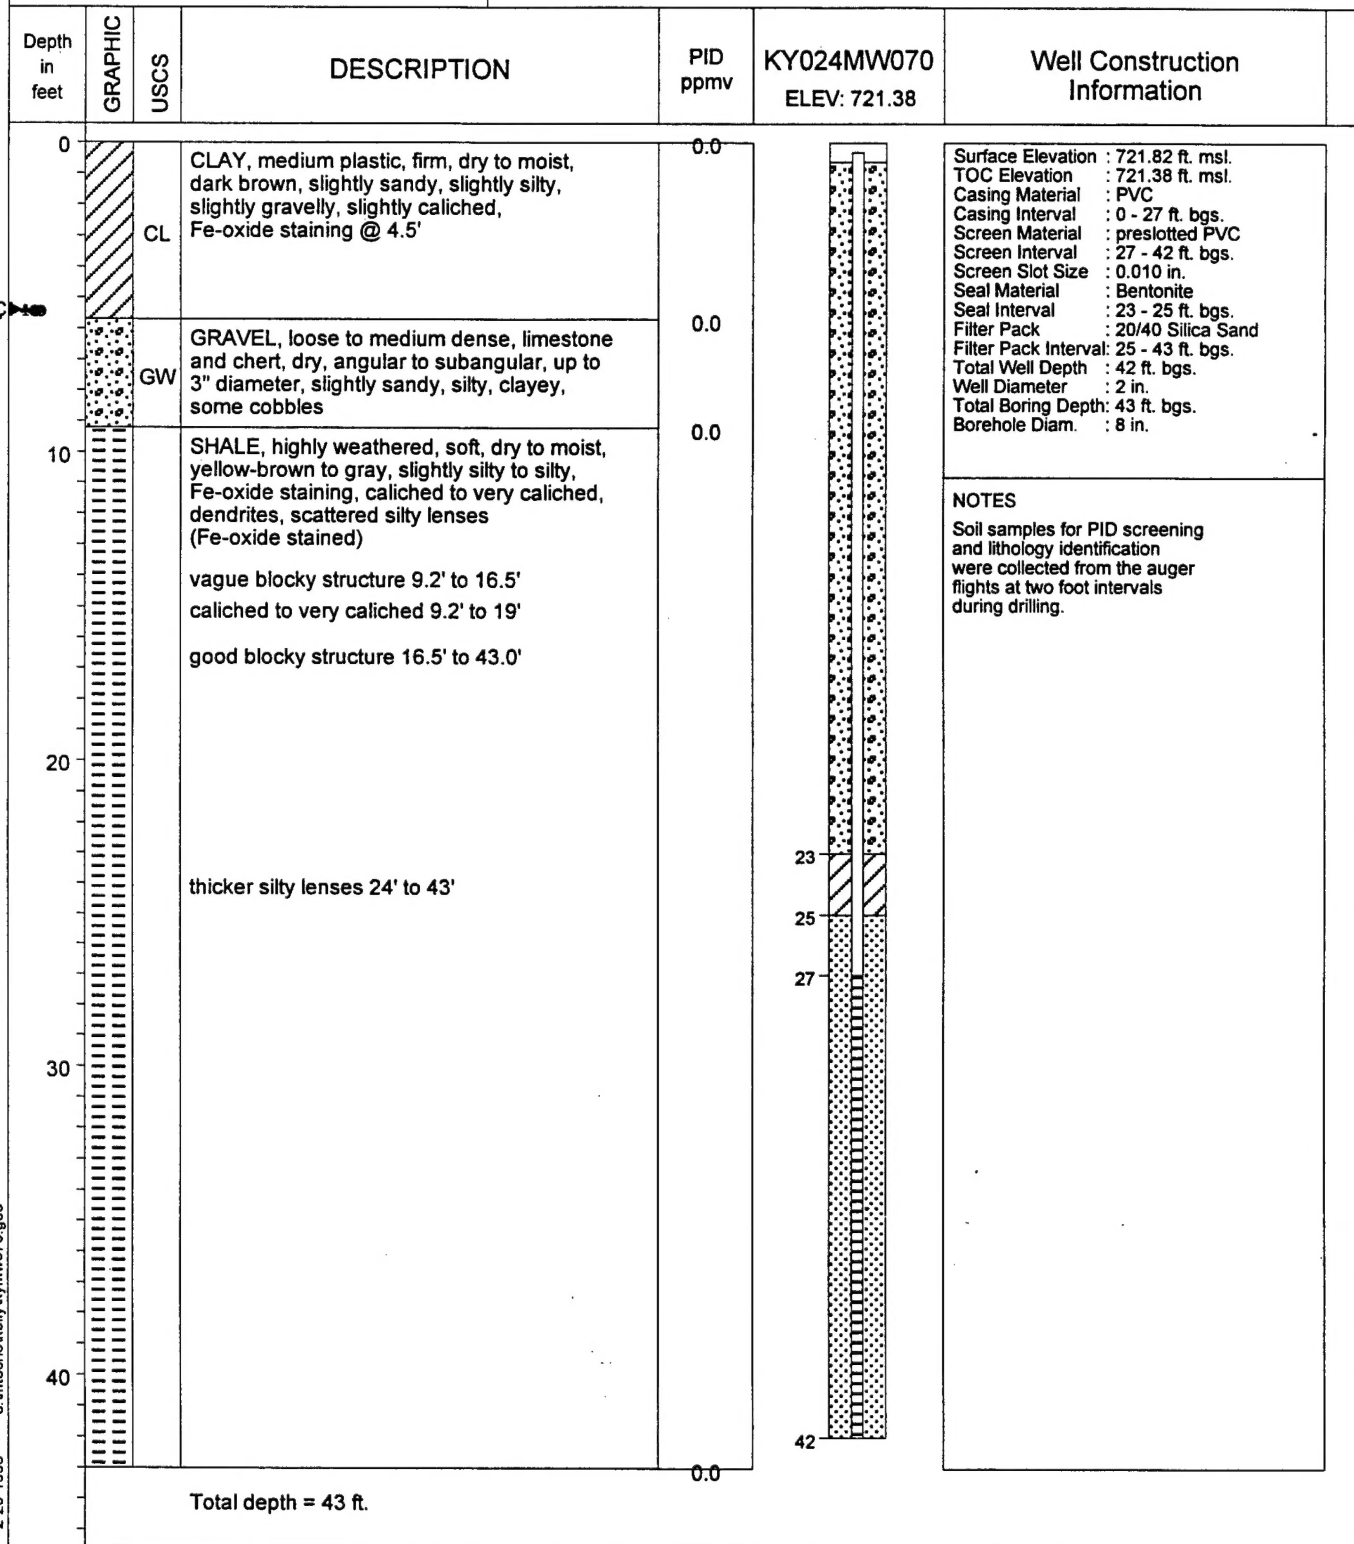 Depth
in
feet
GRAPHIC
USCS
DESCRIPTION
PID
ppmv
KY024MW070
ELEV: 721.38
Well Construction
Information
0
10
20
30
40
CL
GW
CLAY, medium plastic, firm, dry to moist,
dark brown, slightly sandy, slightly silty,
slightly gravelly, slightly caliched,
Fe-oxide staining @ 4.5'
GRAVEL, loose to medium dense, limestone
and chert, dry, angular to subangular, up to
3" diameter, slightly sandy, silty, clayey,
some cobbles
SHALE, highly weathered, soft, dry to moist,
yellow-brown to gray, slightly silty to silty,
Fe-oxide staining, caliched to very caliched,
dendrites, scattered silty lenses
(Fe-oxide stained)
vague blocky structure 9.2' to 16.5'
caliched to very caliched 9.2' to 19'
good blocky structure 16.5' to 43.0'
thicker silty lenses 24' to 43'
Total depth = 43 ft.
0.0
0.0
0.0
0.0
23
25
27
42
Surface Elevation : 721.82 ft. msl.
TOC Elevation : 721.38 ft. msl.
Casing Material : PVC
Casing Interval : 0 - 27 ft. bgs.
Screen Material : preslotted PVC
Screen Interval : 27 - 42 ft. bgs.
Screen Slot Size : 0.010 in.
Seal Material : Bentonite
Seal Interval : 23 - 25 ft. bgs.
Filter Pack : 20/40 Silica Sand
Filter Pack Interval: 25 - 43 ft. bgs.
Total Well Depth : 42 ft. bgs.
Well Diameter : 2 in.
Total Boring Depth: 43 ft. bgs.
Borehole Diam. : 8 in.
NOTES
Soil samples for PID screening
and lithology identification
were collected from the auger
flights at two foot intervals
during drilling.